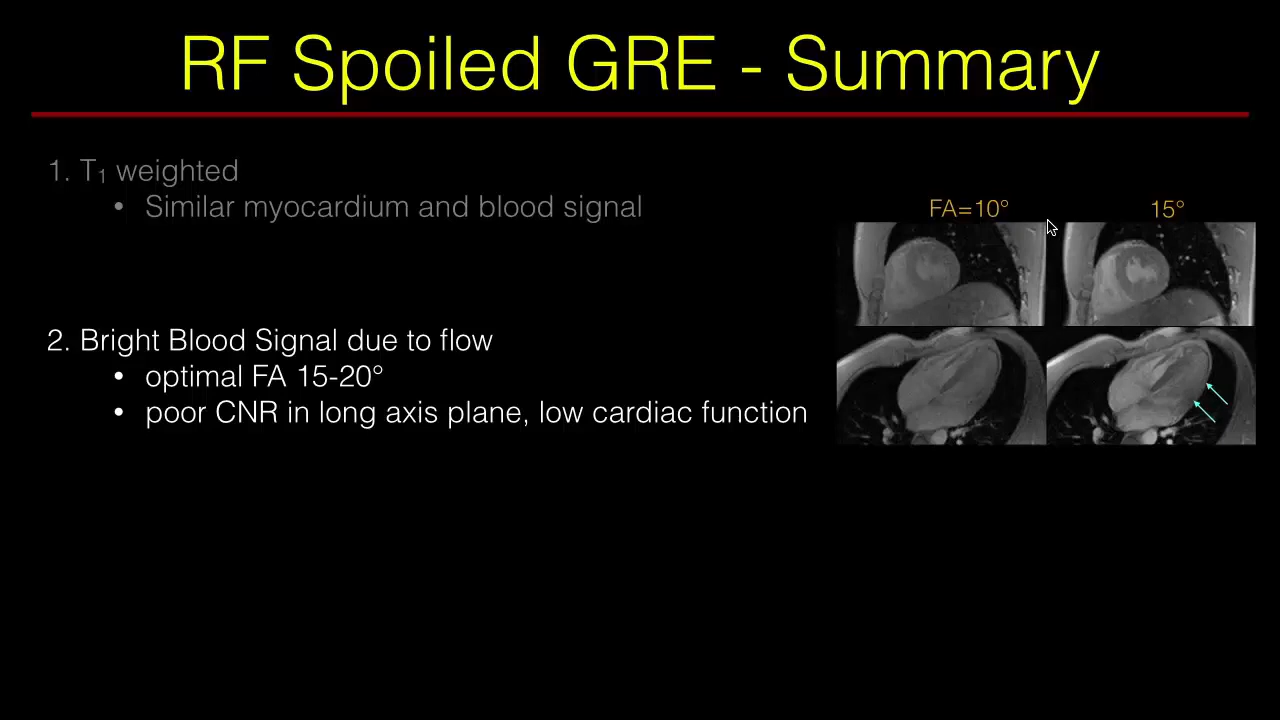 RF Spoiled GRE - Summary
1. T₁ weighted
• Similar myocardium and blood signal
FA=10°
15°
2. Bright Blood Signal due to flow
• optimal FA 15-20°
• poor CNR in long axis plane, low cardiac function